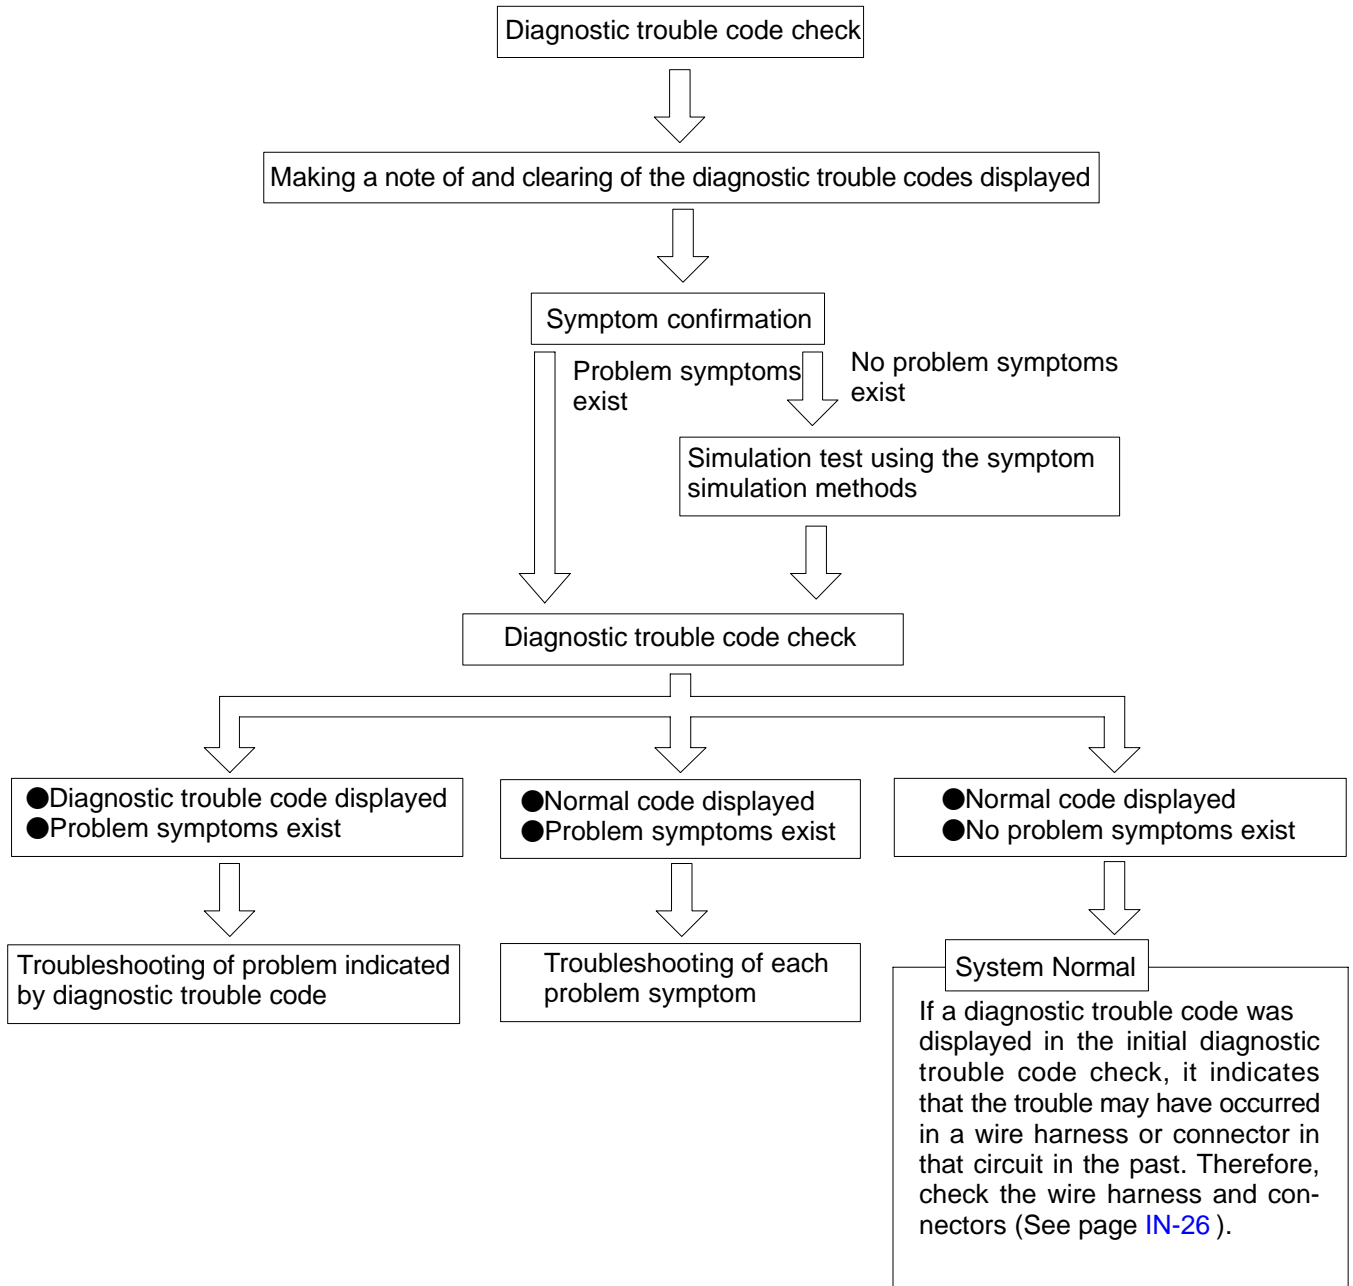 Diagnostic trouble code check
Making a note of and clearing of the diagnostic trouble codes displayed
Symptom confirmation
Problem symptoms
exist
No problem symptoms
exist
Simulation test using the symptom
simulation methods
Diagnostic trouble code check
●Diagnostic trouble code displayed
●Problem symptoms exist
●Normal code displayed
●Problem symptoms exist
●Normal code displayed
●No problem symptoms exist
Troubleshooting of problem indicated
by diagnostic trouble code
Troubleshooting of each
problem symptom
System Normal
If a diagnostic trouble code was
displayed in the initial diagnostic
trouble code check, it indicates
that the trouble may have occurred
in a wire harness or connector in
that circuit in the past. Therefore,
check the wire harness and con-
nectors (See page IN-26 ).